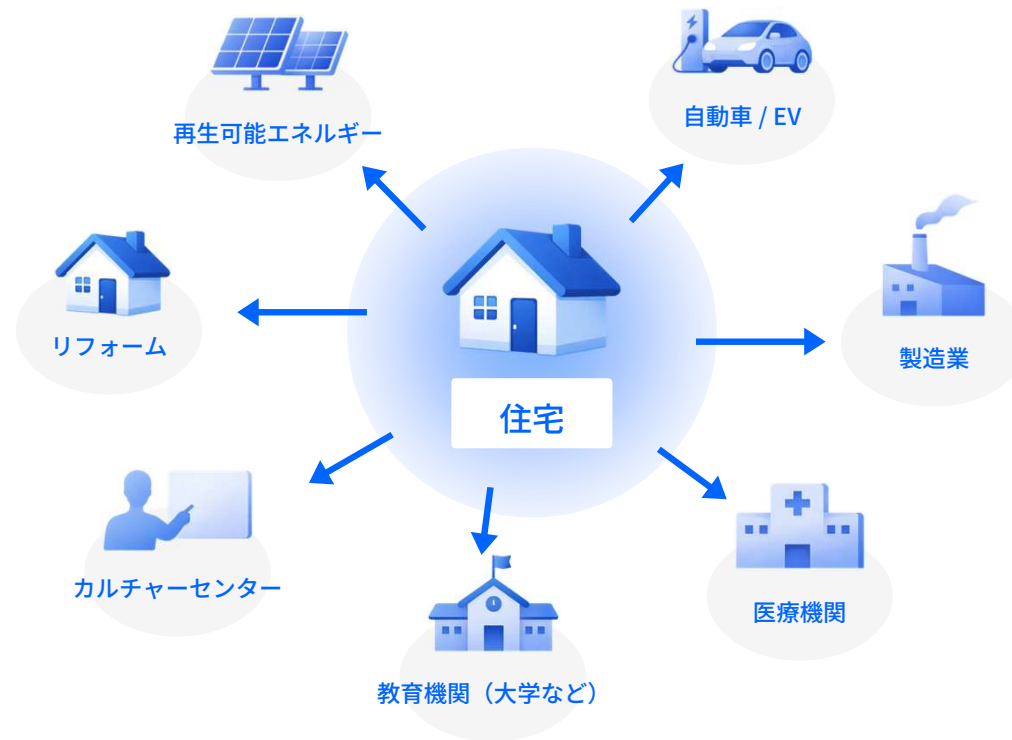 自動車 / EV
再生可能エネルギー
リフォーム
製造業
住宅
カルチャーセンター
医療機関
教育機関（大学など）